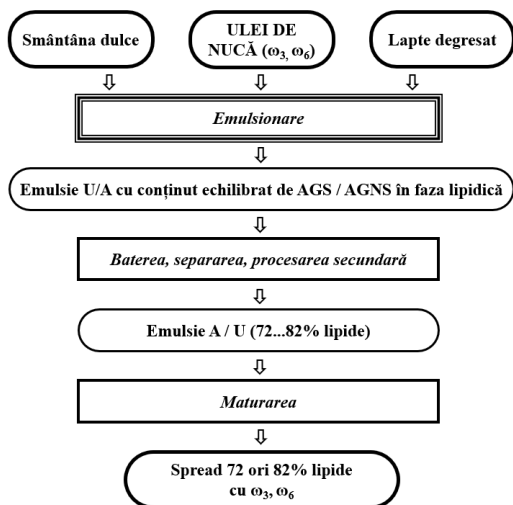 Smântâna dulce
ULEI DE
NUCĂ (ω3, ω6)
Lapte degresat
Emulsionare
Emulsie U/A cu conținut echilibrat de AGS / AGNS în faza lipidică
Baterea, separarea, procesarea secundară
Emulsie A / U (72...82% lipide)
Maturarea
Spread 72 ori 82% lipide
cu ω3, ω6